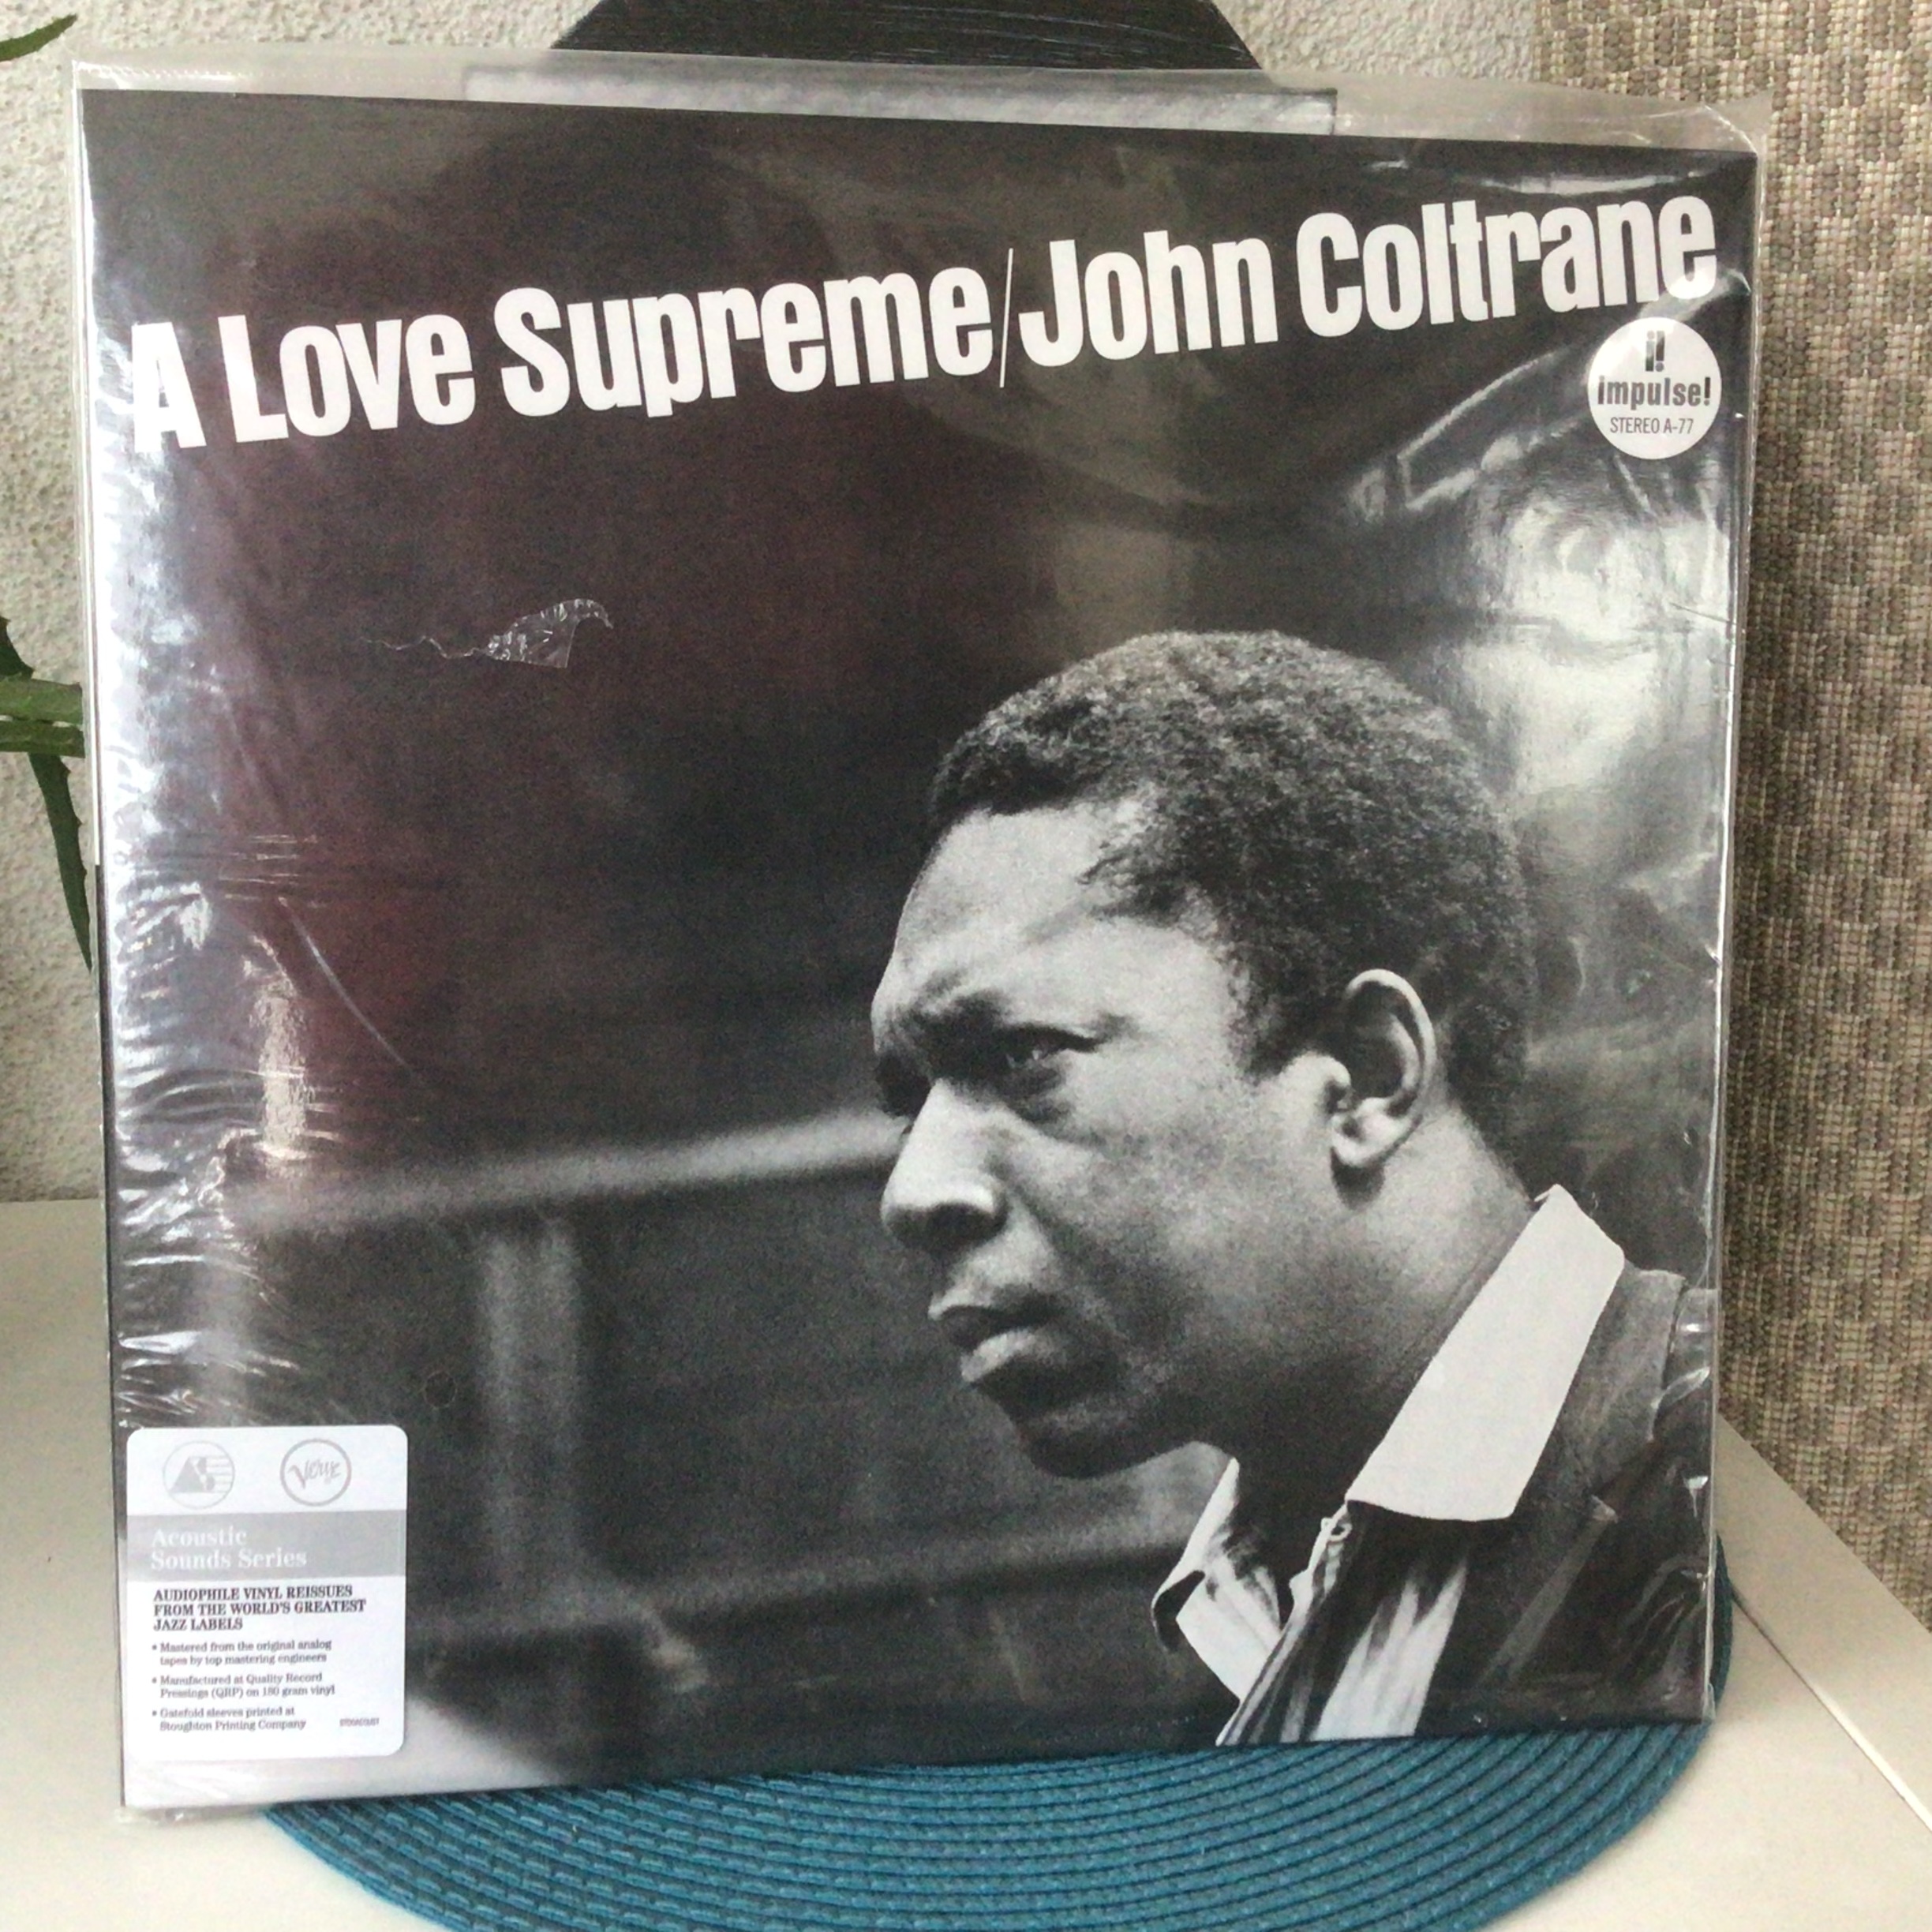 A Love Supreme/John Coltrane
impulse!
STEREO A-77
Verve
Acoustic
Sounds Series
AUDIOPHILE VINYL REISSUES
FROM THE WORLD'S GREATEST
JAZZ LABELS
• Mastered from the original analog
tapes by top mastering engineers
• Manufactured at Quality Record
Pressings (QRP) on 180 gram vinyl
• Gatefold sleeves printed at
Stoughton Printing Company